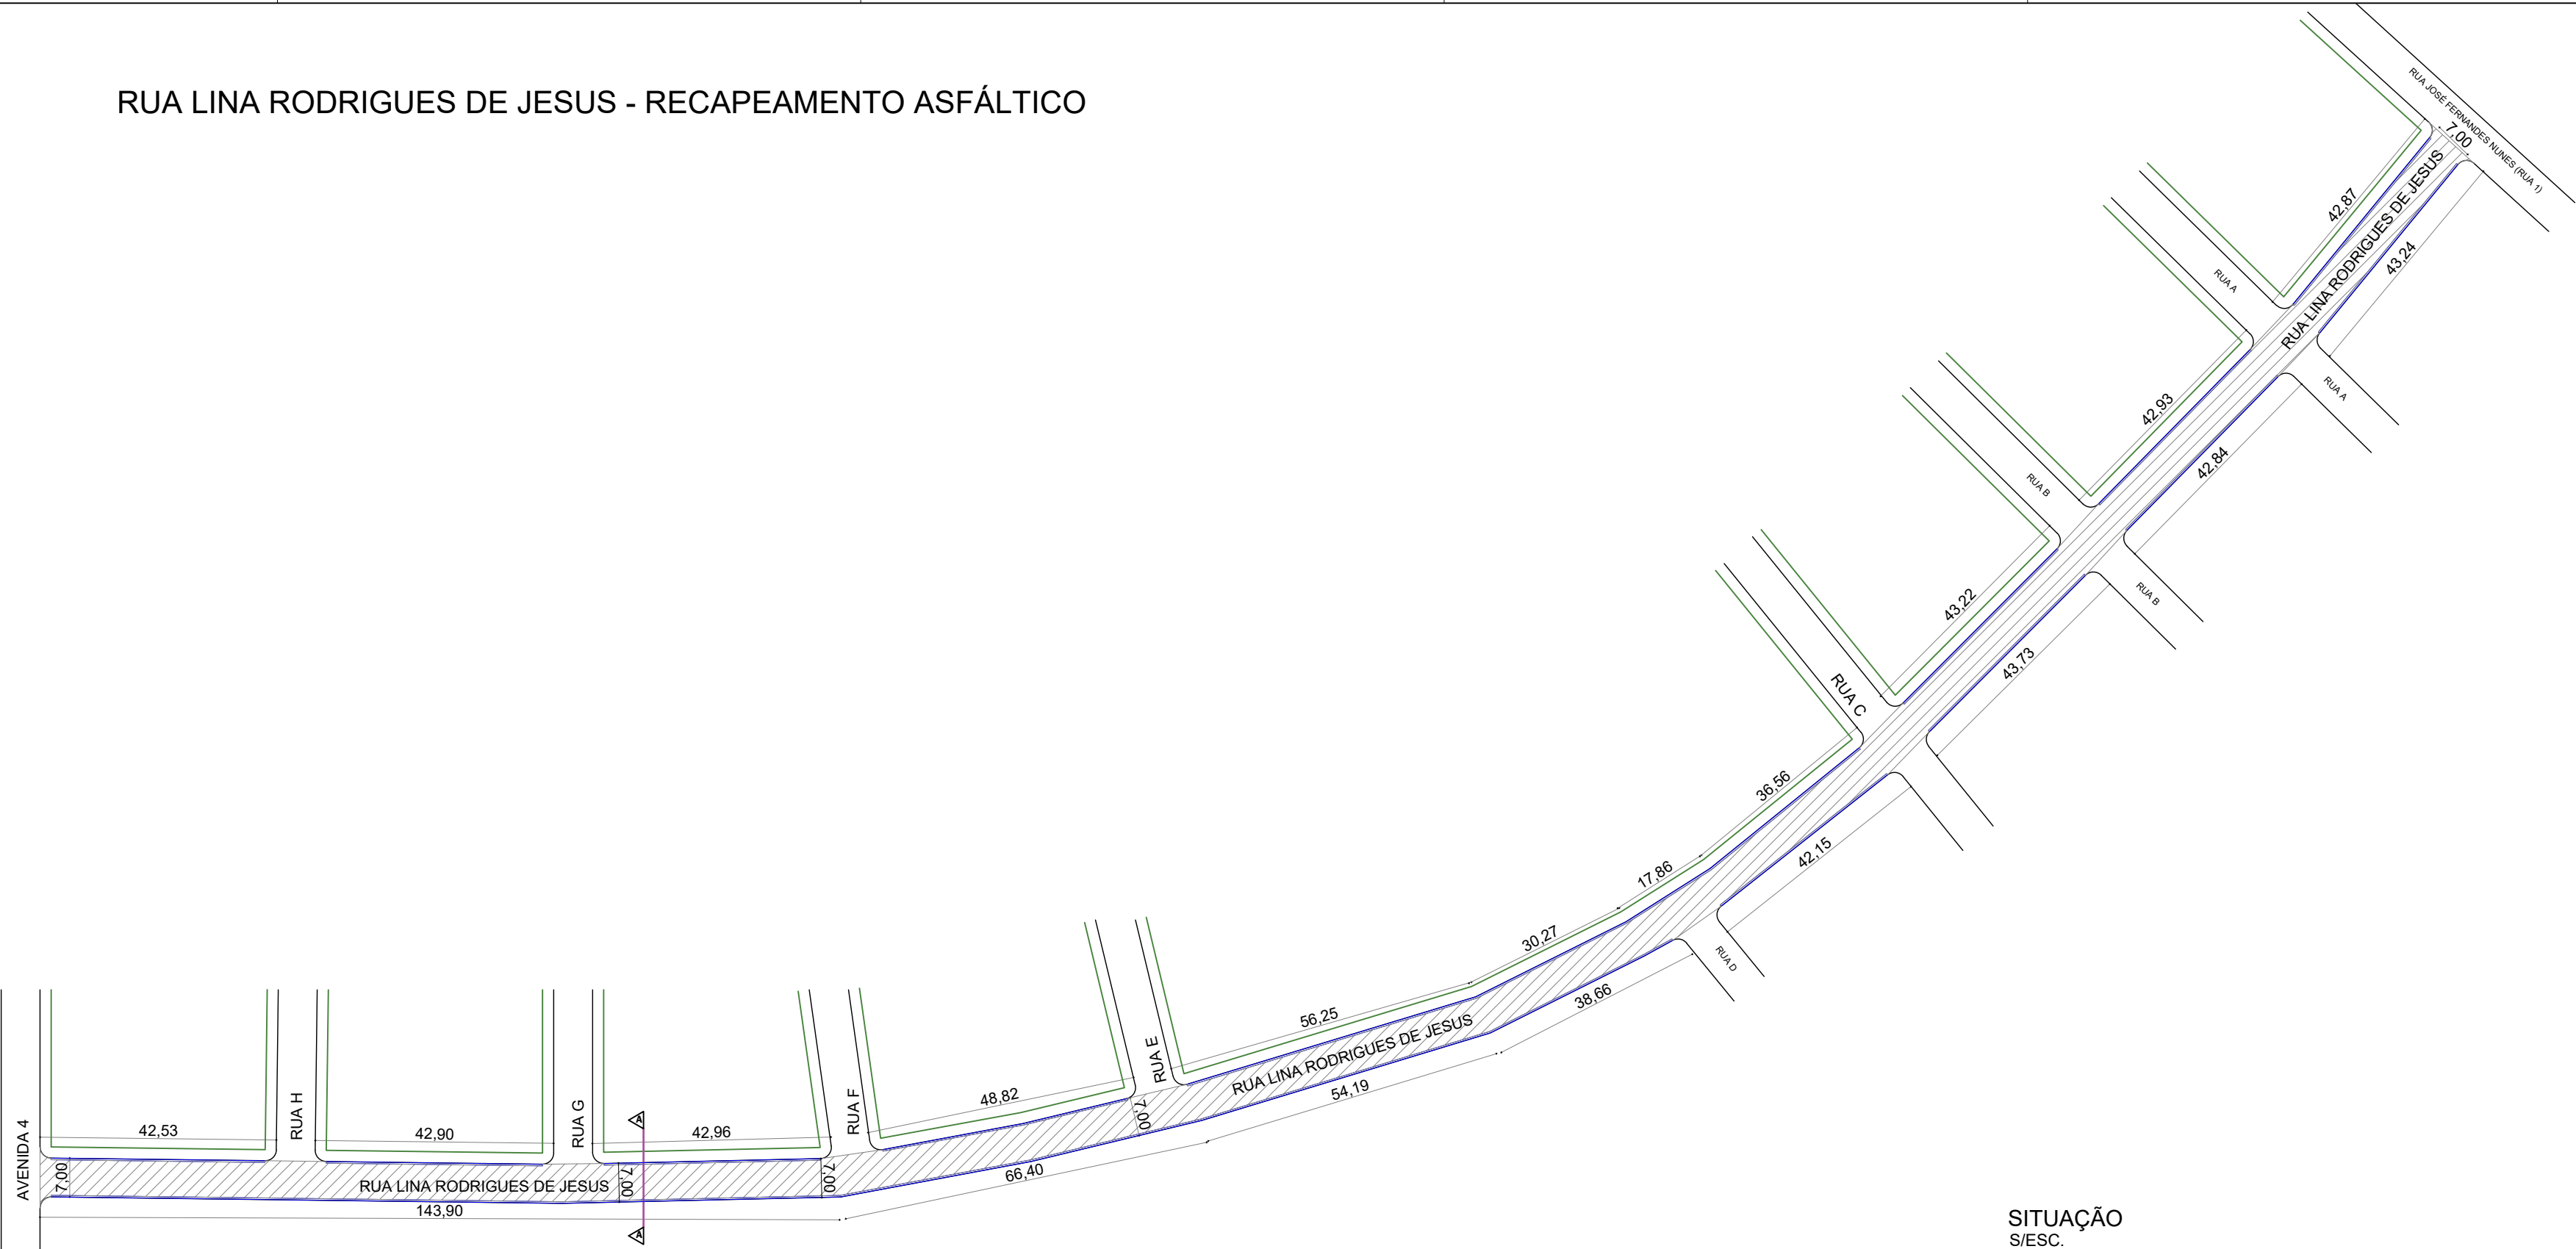 RUA LINA RODRIGUES DE JESUS - RECAPEAMENTO ASFÁLTICO
RUA JOSÉ FERNANDES NUNES (RUA 1)
7,00
RUA LINA RODRIGUES DE JESUS
42,87
43,24
RUA A
RUA A
42,93
42,84
RUA B
RUA B
43,22
43,73
RUA C
36,56
42,15
17,86
30,27
RUA D
38,66
56,25
RUA LINA RODRIGUES DE JESUS
54,19
RUA E
7,00
48,82
66,40
RUA F
7,00
42,96
A
7,00
A
RUA G
42,90
RUA H
42,53
AVENIDA 4
7,00
RUA LINA RODRIGUES DE JESUS
143,90
SITUAÇÃO
S/ESC.